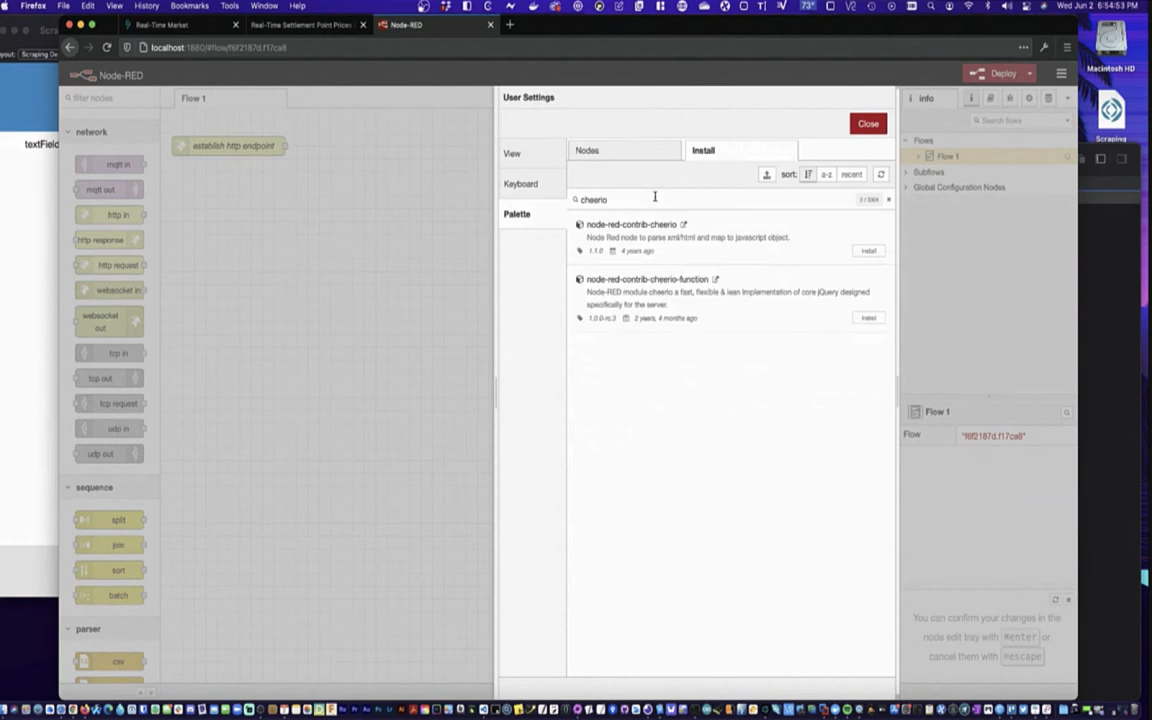 Firefox File Edit View History Bookmarks Tools Window Help
73°
Wed Jun 2 6:54:53 PM
Real-Time Market
Real-Time Settlement Point Prices
Node-RED
localhost:1880/#flow/f6f2187d.f17ca8
Node-RED
Deploy
filter nodes
Flow 1
User Settings
info
Close
Search flows
network
Flows
Flow 1
Subflows
Global Configuration Nodes
establish http endpoint
View
Keyboard
Palette
Nodes
Install
sort:
a-z
recent
cheerio
node-red-contrib-cheerio
Node Red node to parse xml/html and map to javascript object.
1.1.0
4 years ago
install
node-red-contrib-cheerio-function
Node-RED module cheerio a fast, flexible & lean implementation of core jQuery designed
specifically for the server.
1.0.0-rc.3
2 years, 4 months ago
install
mqtt in
mqtt out
http in
http response
http request
websocket in
websocket
out
tcp in
tcp out
tcp request
udp in
udp out
sequence
split
join
sort
batch
parser
csv
Flow 1
Flow
"f6f2187d.f17ca8"
You can confirm your changes in
the node edit tray with ⌘enter or
cancel them with ⌘escape
Macintosh HD
Scraping
textField